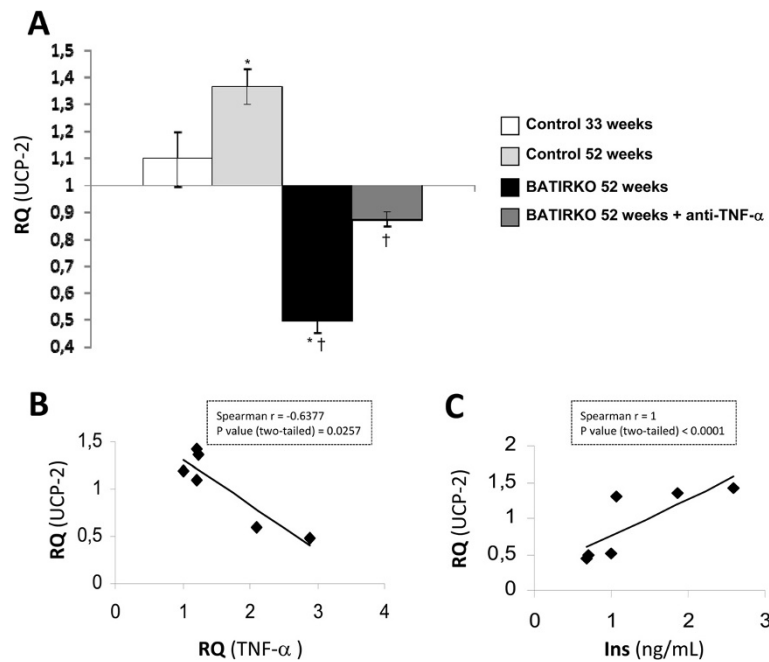 A
1,5
1,4
1,3
1,2
1,1
1
0,9
0,8
0,7
0,6
0,5
0,4
RQ (UCP-2)
*
* †
†
Control 33 weeks
Control 52 weeks
BATIRKO 52 weeks
BATIRKO 52 weeks + anti-TNF-α
B
Spearman r = -0.6377
P value (two-tailed) = 0.0257
RQ (UCP-2)
1,5
1
0,5
0
0 1 2 3 4
RQ (TNF-α )
C
Spearman r = 1
P value (two-tailed) < 0.0001
RQ (UCP-2)
2
1,5
1
0,5
0
0 1 2 3
Ins (ng/mL)